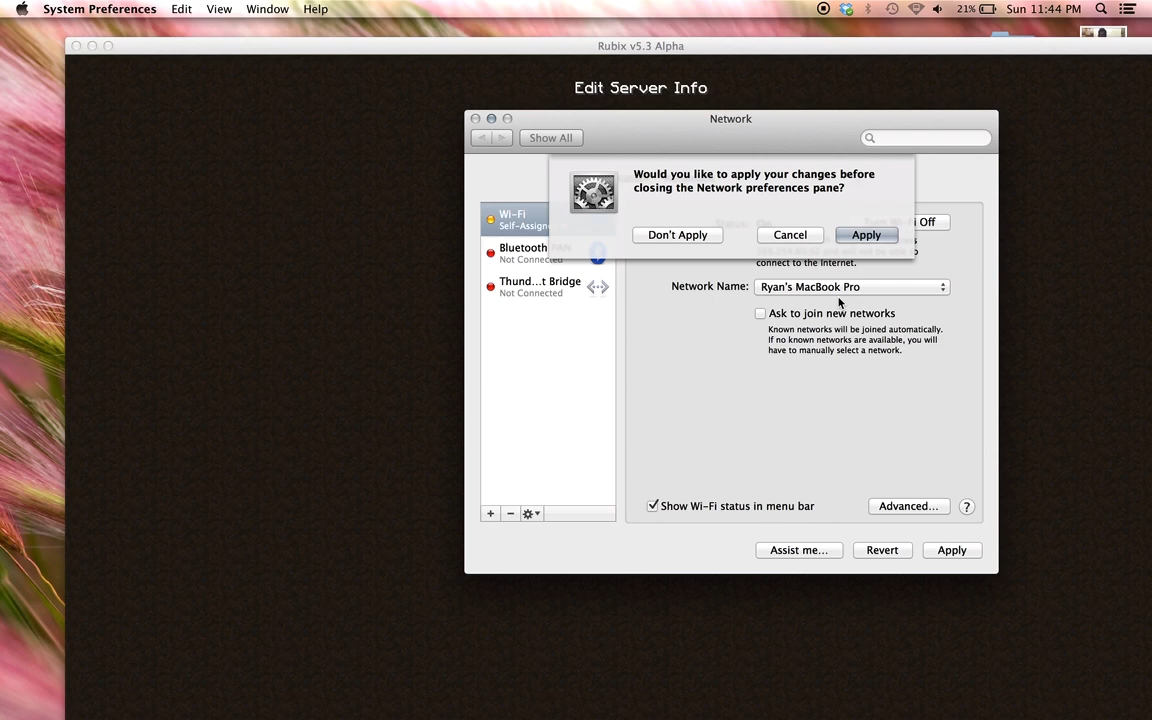 System Preferences Edit View Window Help 21% Sun 11:44 PM
Rubix v5.3 Alpha
Edit Server Info
Network
Show All
Would you like to apply your changes before
closing the Network preferences pane?
Don't Apply Cancel Apply
Wi-Fi
Self-Assigne
Off
Bluetooth PAN
Not Connected
connect to the Internet.
Thund...t Bridge
Not Connected
Network Name: Ryan's MacBook Pro
Ask to join new networks
Known networks will be joined automatically.
If no known networks are available, you will
have to manually select a network.
Show Wi-Fi status in menu bar Advanced... ?
Assist me... Revert Apply